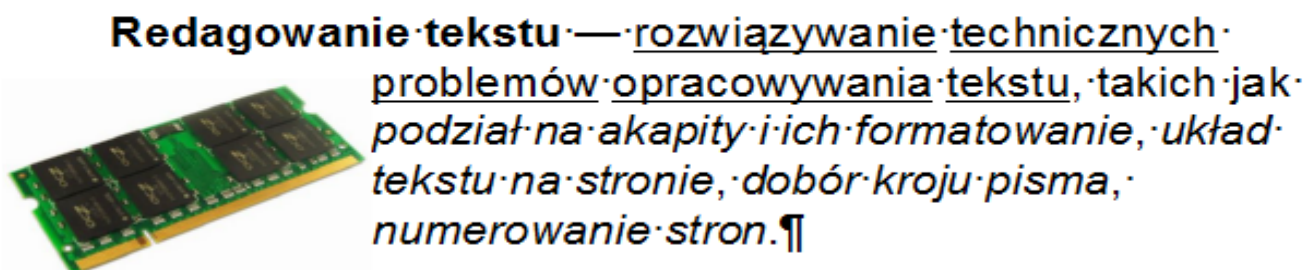 Redagowanie·tekstu·—·rozwiązywanie·technicznych·
problemów·opracowywania·tekstu,·takich·jak·
podział·na·akapity·i·ich·formatowanie,·układ·
tekstu·na·stronie,·dobór·kroju·pisma,·
numerowanie·stron.¶